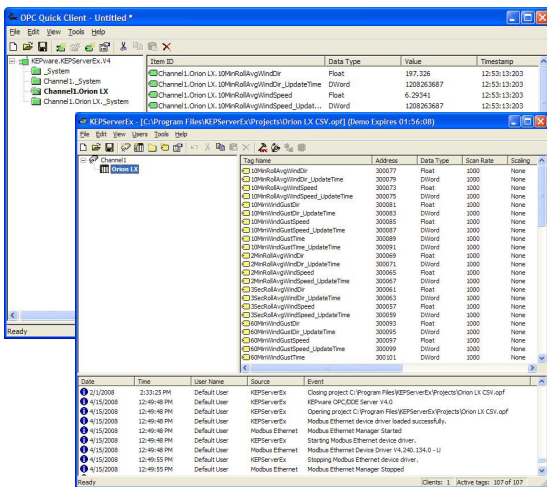 OPC Quick Client - Untitled *
File Edit View Tools Help
KEPware.KEPServerEx.V4
_System
Channel1._System
Channel1.Orion LX
Channel1.Orion LX._System
Item ID Data Type Value Timestamp
Channel1.Orion LX.10MinRollAvgWindDir Float 197.326 12:53:13:203
Channel1.Orion LX.10MinRollAvgWindDir_UpdateTime DWord 1208263687 12:53:13:203
Channel1.Orion LX.10MinRollAvgWindSpeed Float 6.29341 12:53:13:203
Channel1.Orion LX.10MinRollAvgWindSpeed_Updat... DWord 1208263687 12:53:13:203
KEPServerEx - [C:\Program Files\KEPServerEx\Projects\Orion LX CSV.opf] (Demo Expires 01:56:08)
File Edit View Users Tools Help
Channel1
Orion LX
Tag Name Address Data Type Scan Rate Scaling
10MinRollAvgWindDir 300077 Float 1000 None
10MinRollAvgWindDir_UpdateTime 300079 DWord 1000 None
10MinRollAvgWindSpeed 300073 Float 1000 None
10MinRollAvgWindSpeed_UpdateTime 300075 DWord 1000 None
10MinWindGustDir 300081 Float 1000 None
10MinWindGustDir_UpdateTime 300083 DWord 1000 None
10MinWindGustSpeed 300085 Float 1000 None
10MinWindGustSpeed_UpdateTime 300087 DWord 1000 None
10MinWindGustTime 300089 DWord 1000 None
10MinWindGustTime_UpdateTime 300091 DWord 1000 None
2MinRollAvgWindDir 300069 Float 1000 None
2MinRollAvgWindDir_UpdateTime 300071 DWord 1000 None
2MinRollAvgWindSpeed 300065 Float 1000 None
2MinRollAvgWindSpeed_UpdateTime 300067 DWord 1000 None
3SecRollAvgWindDir 300061 Float 1000 None
3SecRollAvgWindDir_UpdateTime 300063 DWord 1000 None
3SecRollAvgWindSpeed 300057 Float 1000 None
3SecRollAvgWindSpeed_UpdateTime 300059 DWord 1000 None
60MinWindGustDir 300093 Float 1000 None
60MinWindGustDir_UpdateTime 300095 DWord 1000 None
60MinWindGustSpeed 300097 Float 1000 None
60MinWindGustSpeed_UpdateTime 300099 DWord 1000 None
60MinWindGustTime 300101 DWord 1000 None
Date Time User Name Source Event
2/1/2008 2:33:25 PM Default User KEPServerEx Closing project C:\Program Files\KEPServerEx\Projects\Orion LX CSV.opf
4/15/2008 12:49:48 PM Default User KEPServerEx KEPware OPC/DDE Server V4.0
4/15/2008 12:49:48 PM Default User KEPServerEx Opening project C:\Program Files\KEPServerEx\Projects\Orion LX CSV.opf
4/15/2008 12:49:48 PM Default User KEPServerEx Modbus Ethernet device driver loaded successfully.
4/15/2008 12:49:48 PM Default User Modbus Ethernet Modbus Ethernet Manager Started
4/15/2008 12:49:48 PM Default User KEPServerEx Starting Modbus Ethernet device driver.
4/15/2008 12:49:48 PM Default User Modbus Ethernet Modbus Ethernet Device Driver V4.240.134.0 - U
4/15/2008 12:49:55 PM Default User KEPServerEx Stopping Modbus Ethernet device driver.
4/15/2008 12:49:55 PM Default User Modbus Ethernet Modbus Ethernet Manager Stopped
Ready
Ready Clients: 1 Active tags: 107 of 107